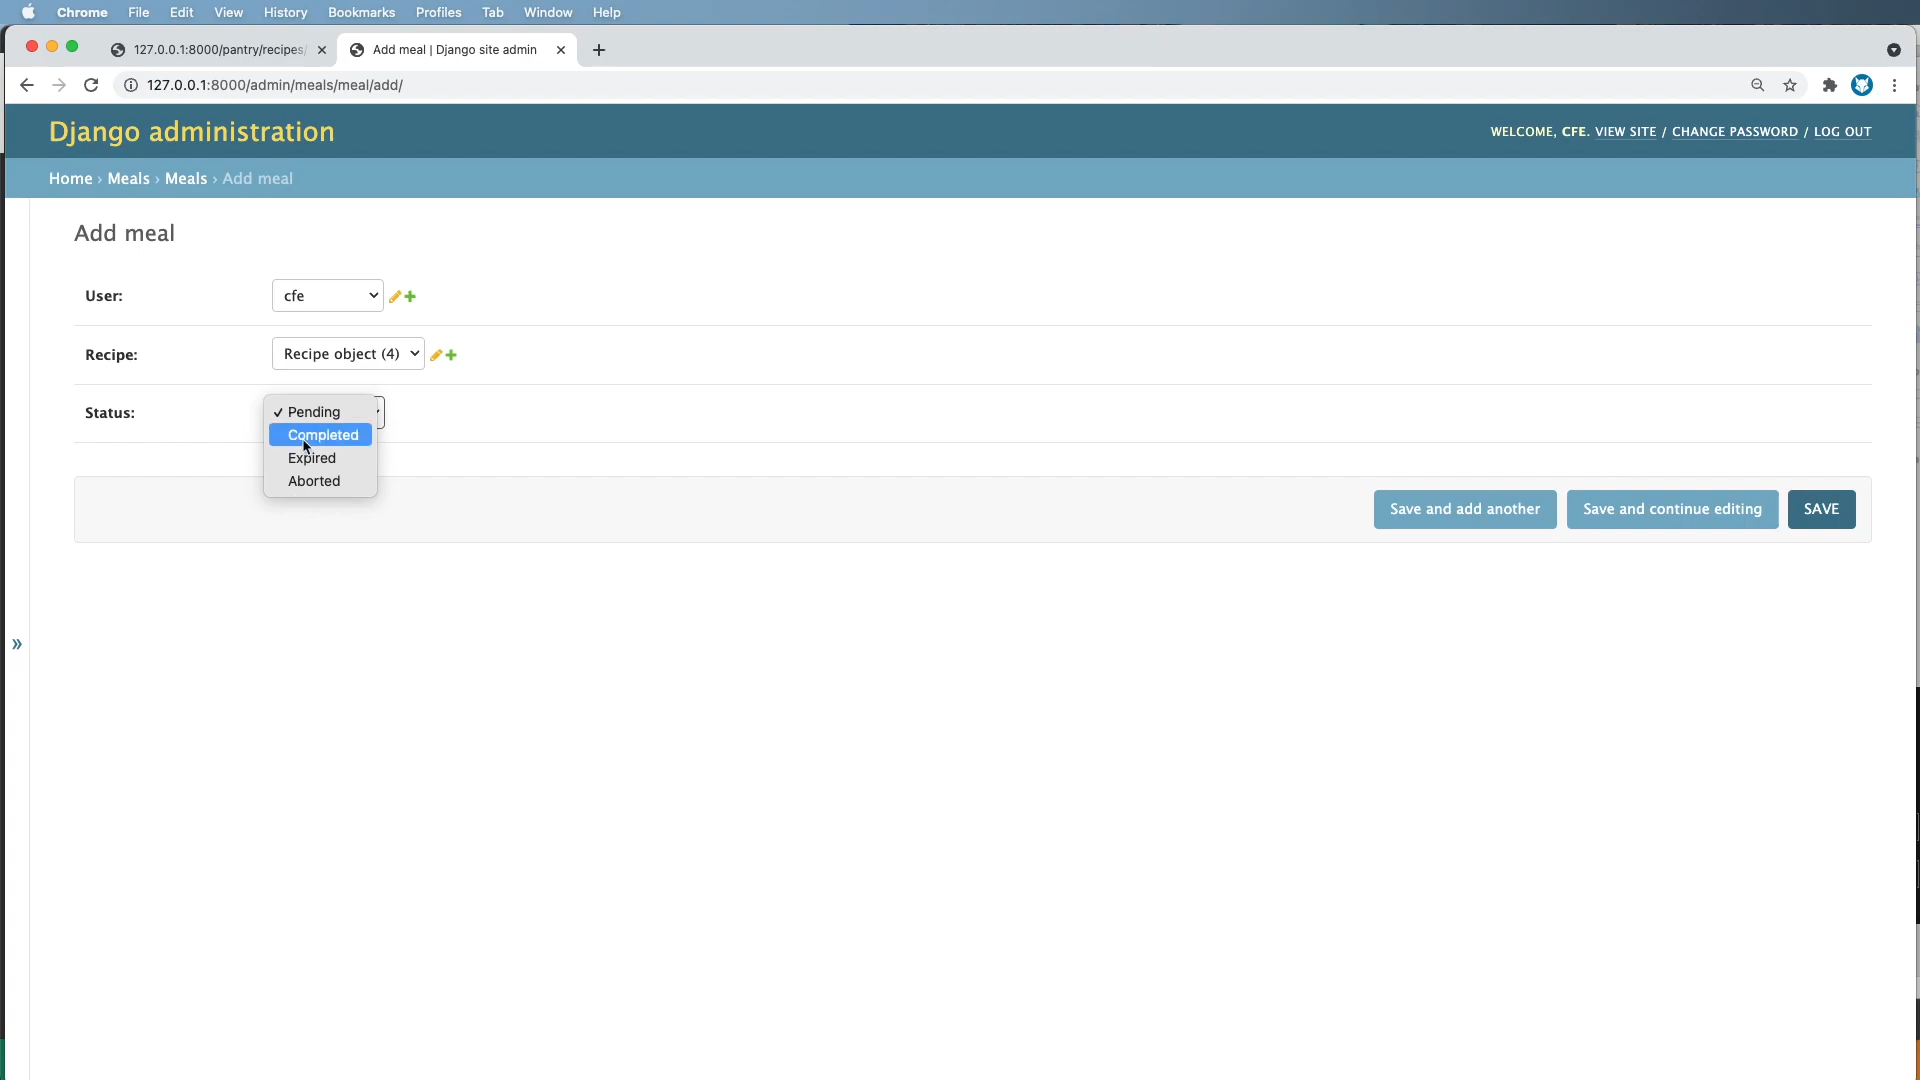 Chrome File Edit View History Bookmarks Profiles Tab Window Help
127.0.0.1:8000/pantry/recipes/ Add meal | Django site admin
127.0.0.1:8000/admin/meals/meal/add/
Django administration
WELCOME, CFE. VIEW SITE / CHANGE PASSWORD / LOG OUT
Home › Meals › Meals › Add meal
Add meal
User: cfe
Recipe: Recipe object (4)
Status: ✓ Pending
Completed
Expired
Aborted
Save and add another Save and continue editing SAVE
»